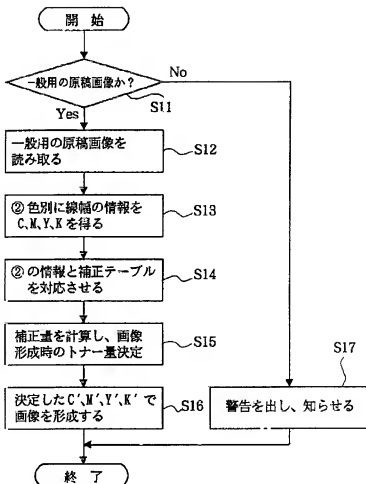 開始
一般用の原稿画像か?
No
S11
Yes
一般用の原稿画像を
読み取る
S12
②色別に線幅の情報を
C,M,Y,Kを得る
S13
②の情報と補正テーブル
を対応させる
S14
補正量を計算し、画像
形成時のトナー量決定
S15
S17
決定したC´,M´,Y´,K´で
画像を形成する
S16
警告を出し、知らせる
終了